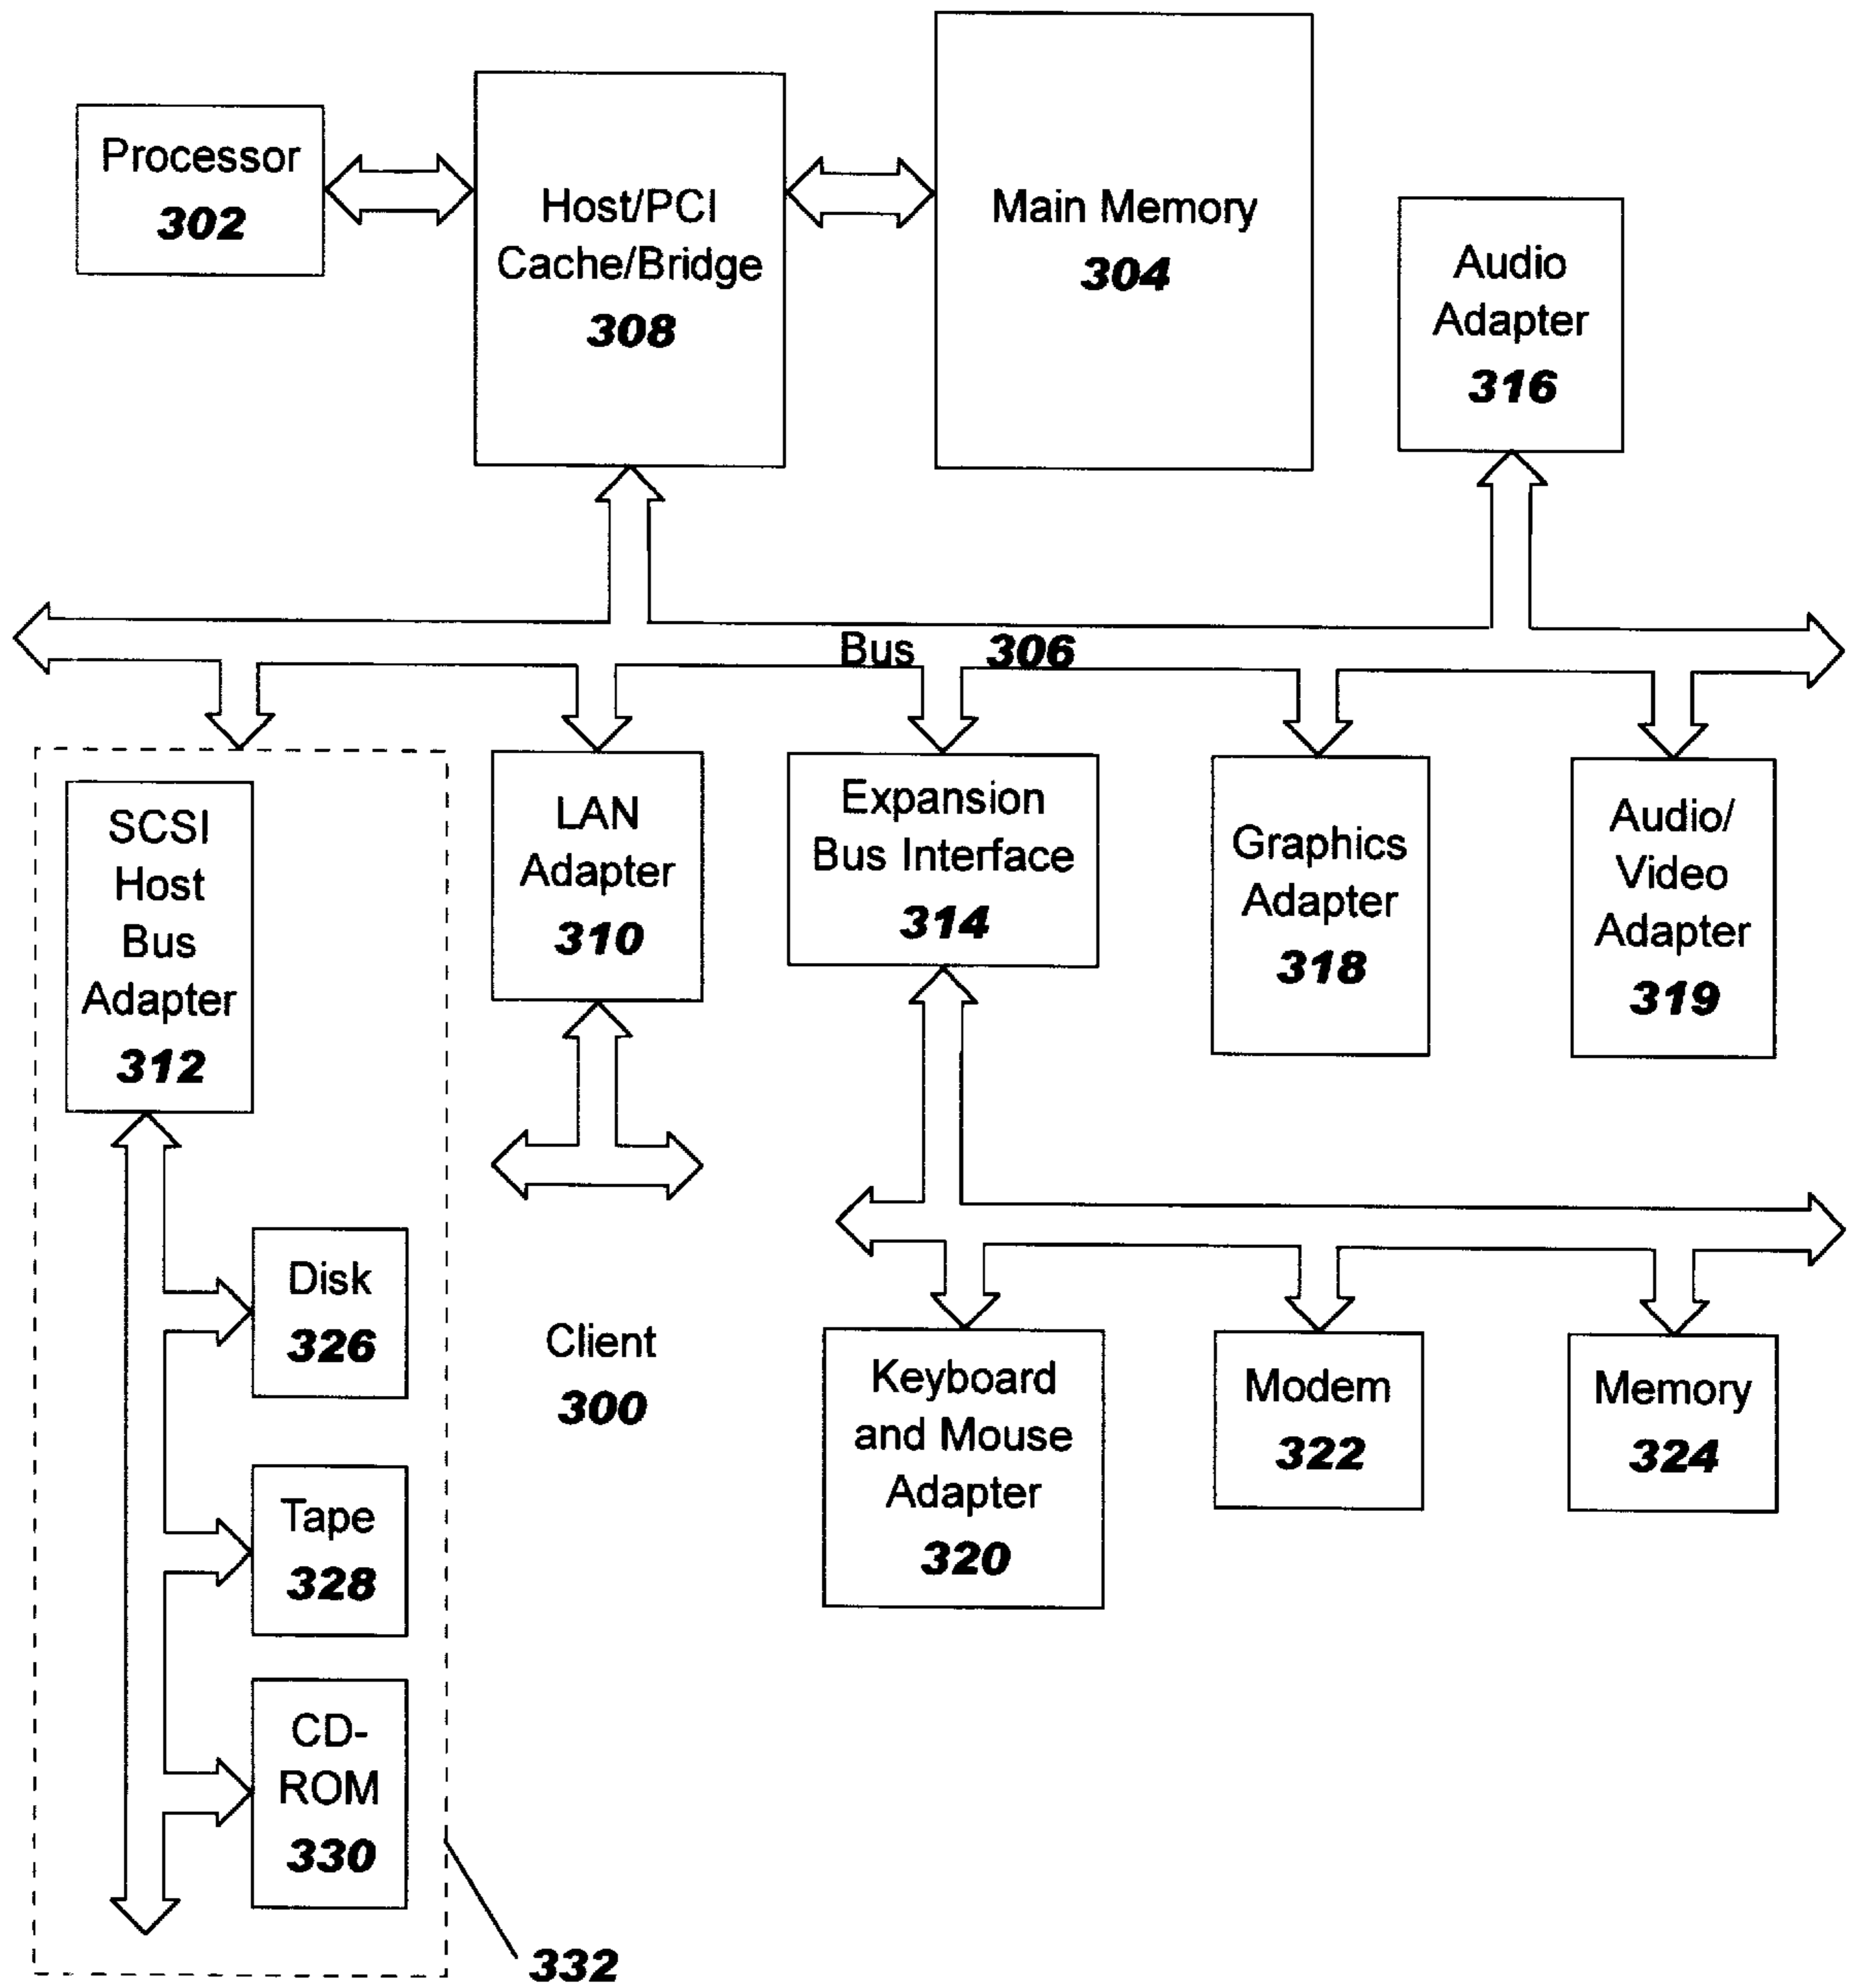 Processor
302
Host/PCI
Cache/Bridge
308
Main Memory
304
Audio
Adapter
316
Bus 306
SCSI
Host
Bus
Adapter
312
LAN
Adapter
310
Expansion
Bus Interface
314
Graphics
Adapter
318
Audio/
Video
Adapter
319
Disk
326
Tape
328
CD-
ROM
330
Client
300
Keyboard
and Mouse
Adapter
320
Modem
322
Memory
324
332